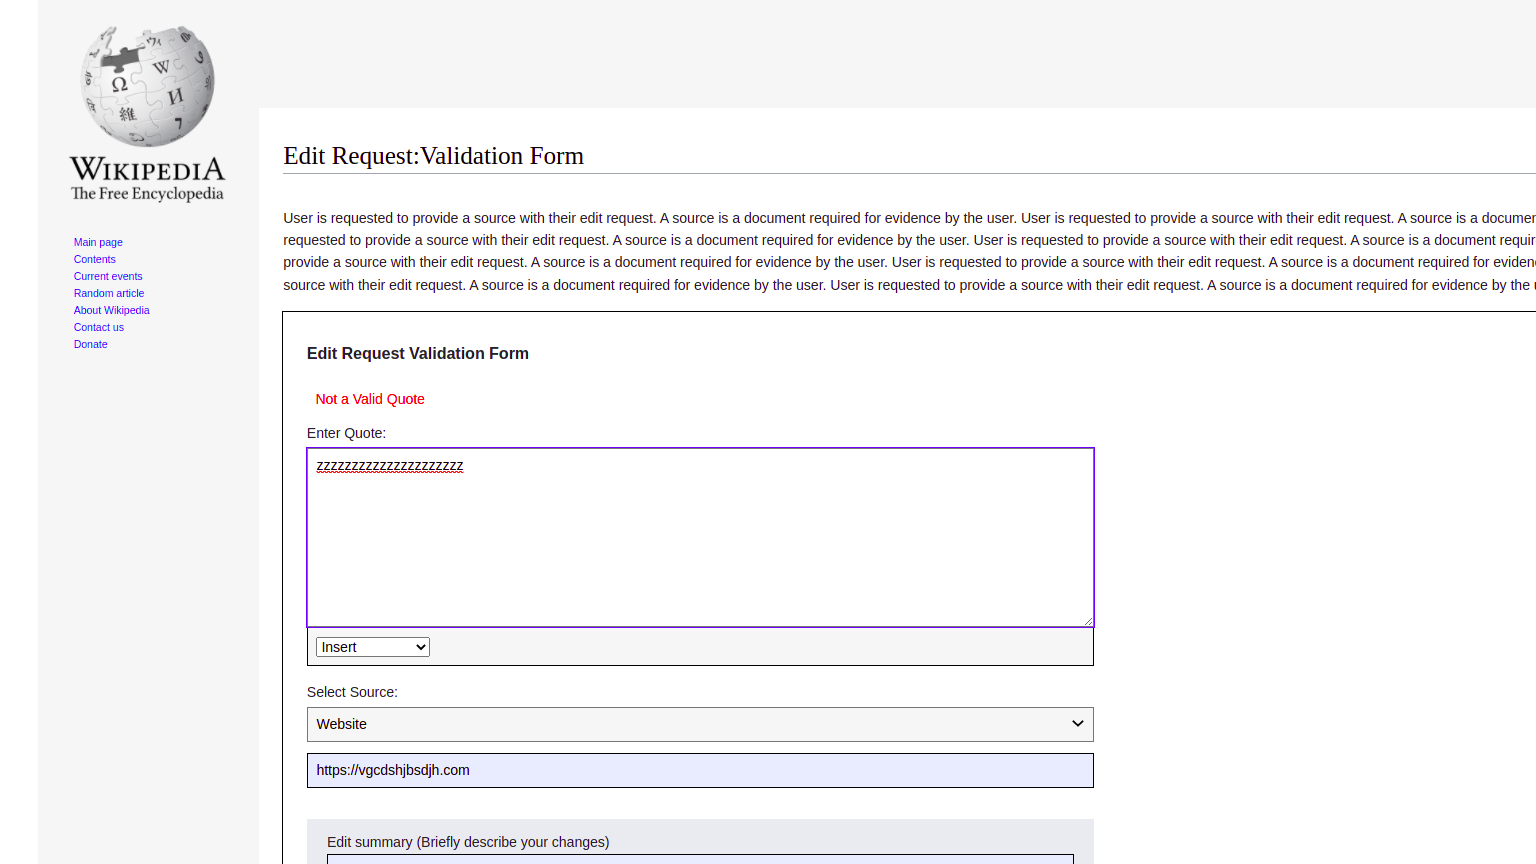 WIKIPEDIA
The Free Encyclopedia
Main page
Contents
Current events
Random article
About Wikipedia
Contact us
Donate
Edit Request:Validation Form
User is requested to provide a source with their edit request. A source is a document required for evidence by the user. User is requested to provide a source with their edit request. A source is a
requested to provide a source with their edit request. A source is a document required for evidence by the user. User is requested to provide a source with their edit request. A source is a document
provide a source with their edit request. A source is a document required for evidence by the user. User is requested to provide a source with their edit request. A source is a document required for
source with their edit request. A source is a document required for evidence by the user. User is requested to provide a source with their edit request. A source is a document required for evidence by the
Edit Request Validation Form
Not a Valid Quote
Enter Quote:
zzzzzzzzzzzzzzzzzzzzz
Insert
Select Source:
Website
https://vgcdshjbsdjh.com
Edit summary (Briefly describe your changes)